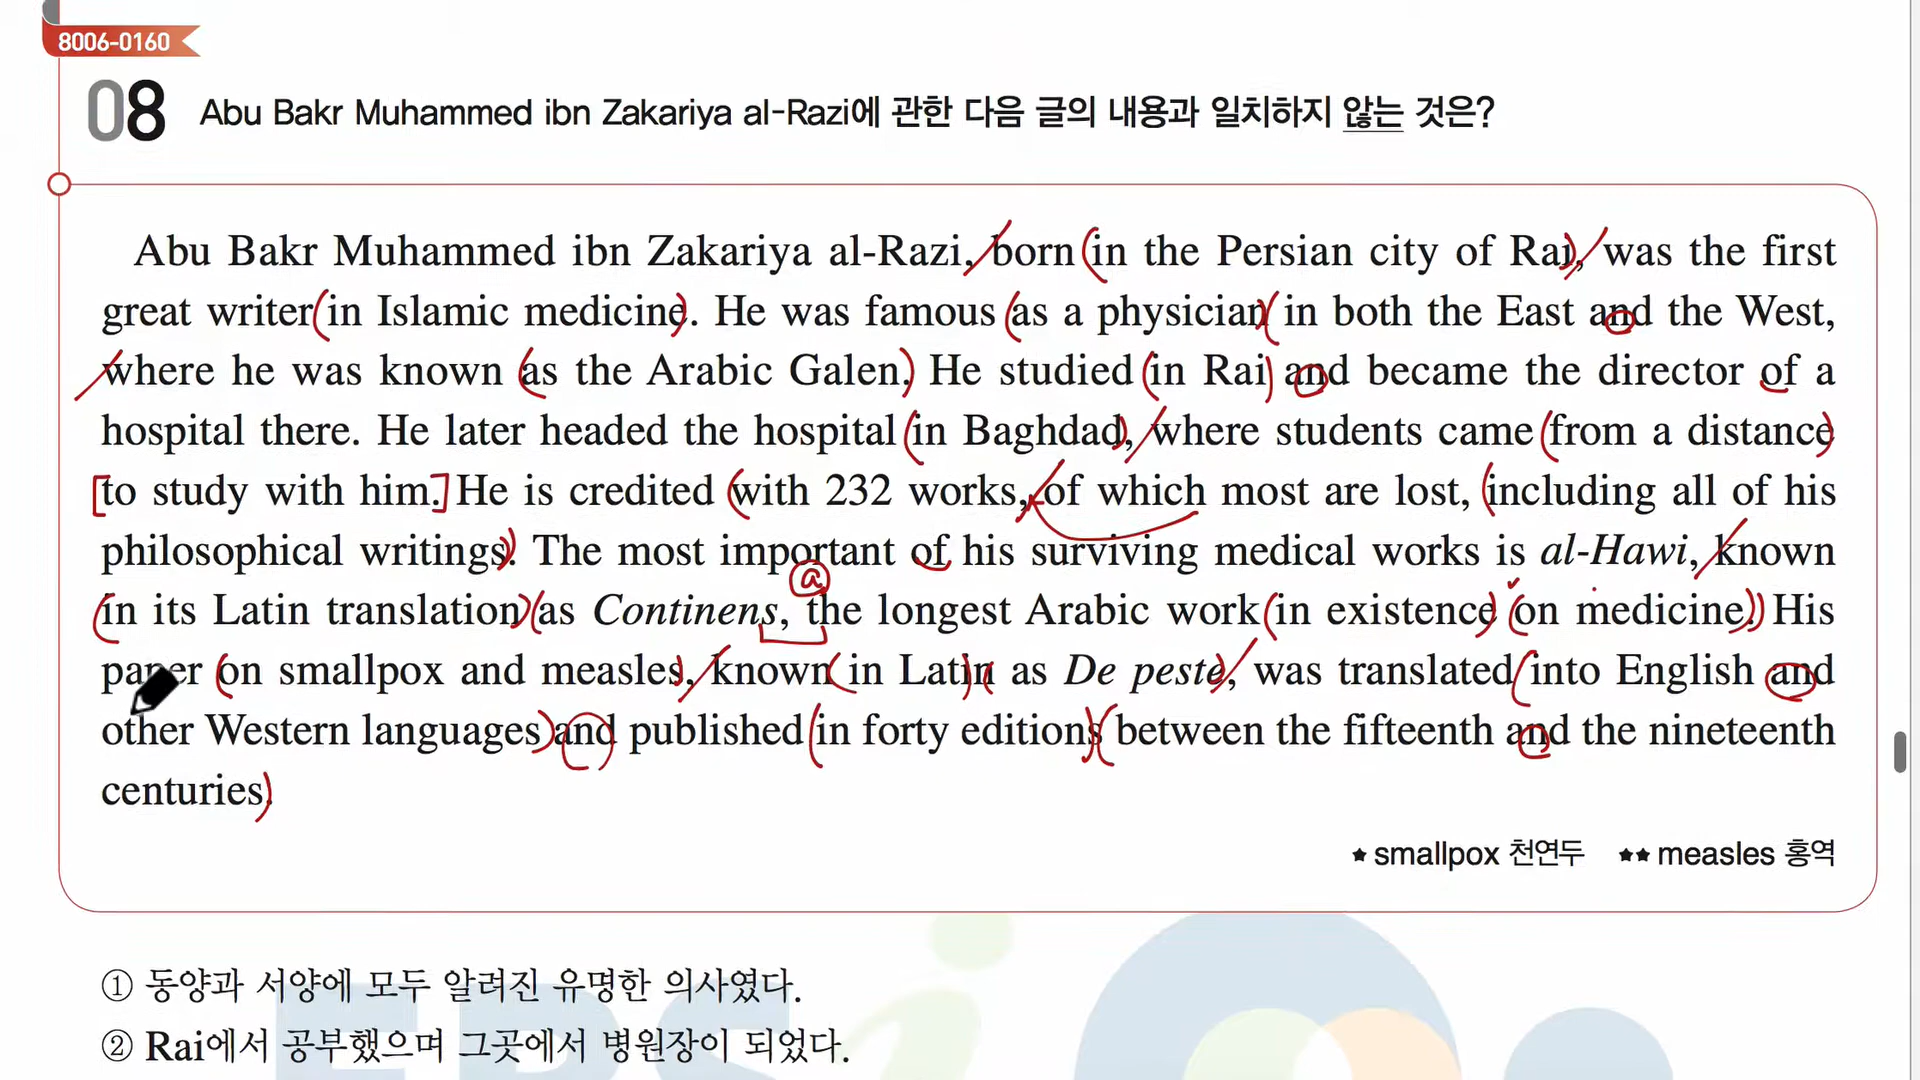 8006-0160
08 Abu Bakr Muhammed ibn Zakariya al-Razi에 관한 다음 글의 내용과 일치하지 않는 것은?
Abu Bakr Muhammed ibn Zakariya al-Razi, born in the Persian city of Rai, was the first
great writer in Islamic medicine. He was famous as a physician in both the East and the West,
where he was known as the Arabic Galen. He studied in Rai and became the director of a
hospital there. He later headed the hospital in Baghdad, where students came from a distance
to study with him. He is credited with 232 works, of which most are lost, including all of his
philosophical writings. The most important of his surviving medical works is al-Hawi, known
@
in its Latin translation as Continens, the longest Arabic work in existence on medicine. His
paper on smallpox and measles, known in Latin as De peste, was translated into English and
other Western languages and published in forty editions between the fifteenth and the nineteenth
centuries.
★ smallpox 천연두 ★★ measles 홍역
① 동양과 서양에 모두 알려진 유명한 의사였다.
② Rai에서 공부했으며 그곳에서 병원장이 되었다.
EBSi